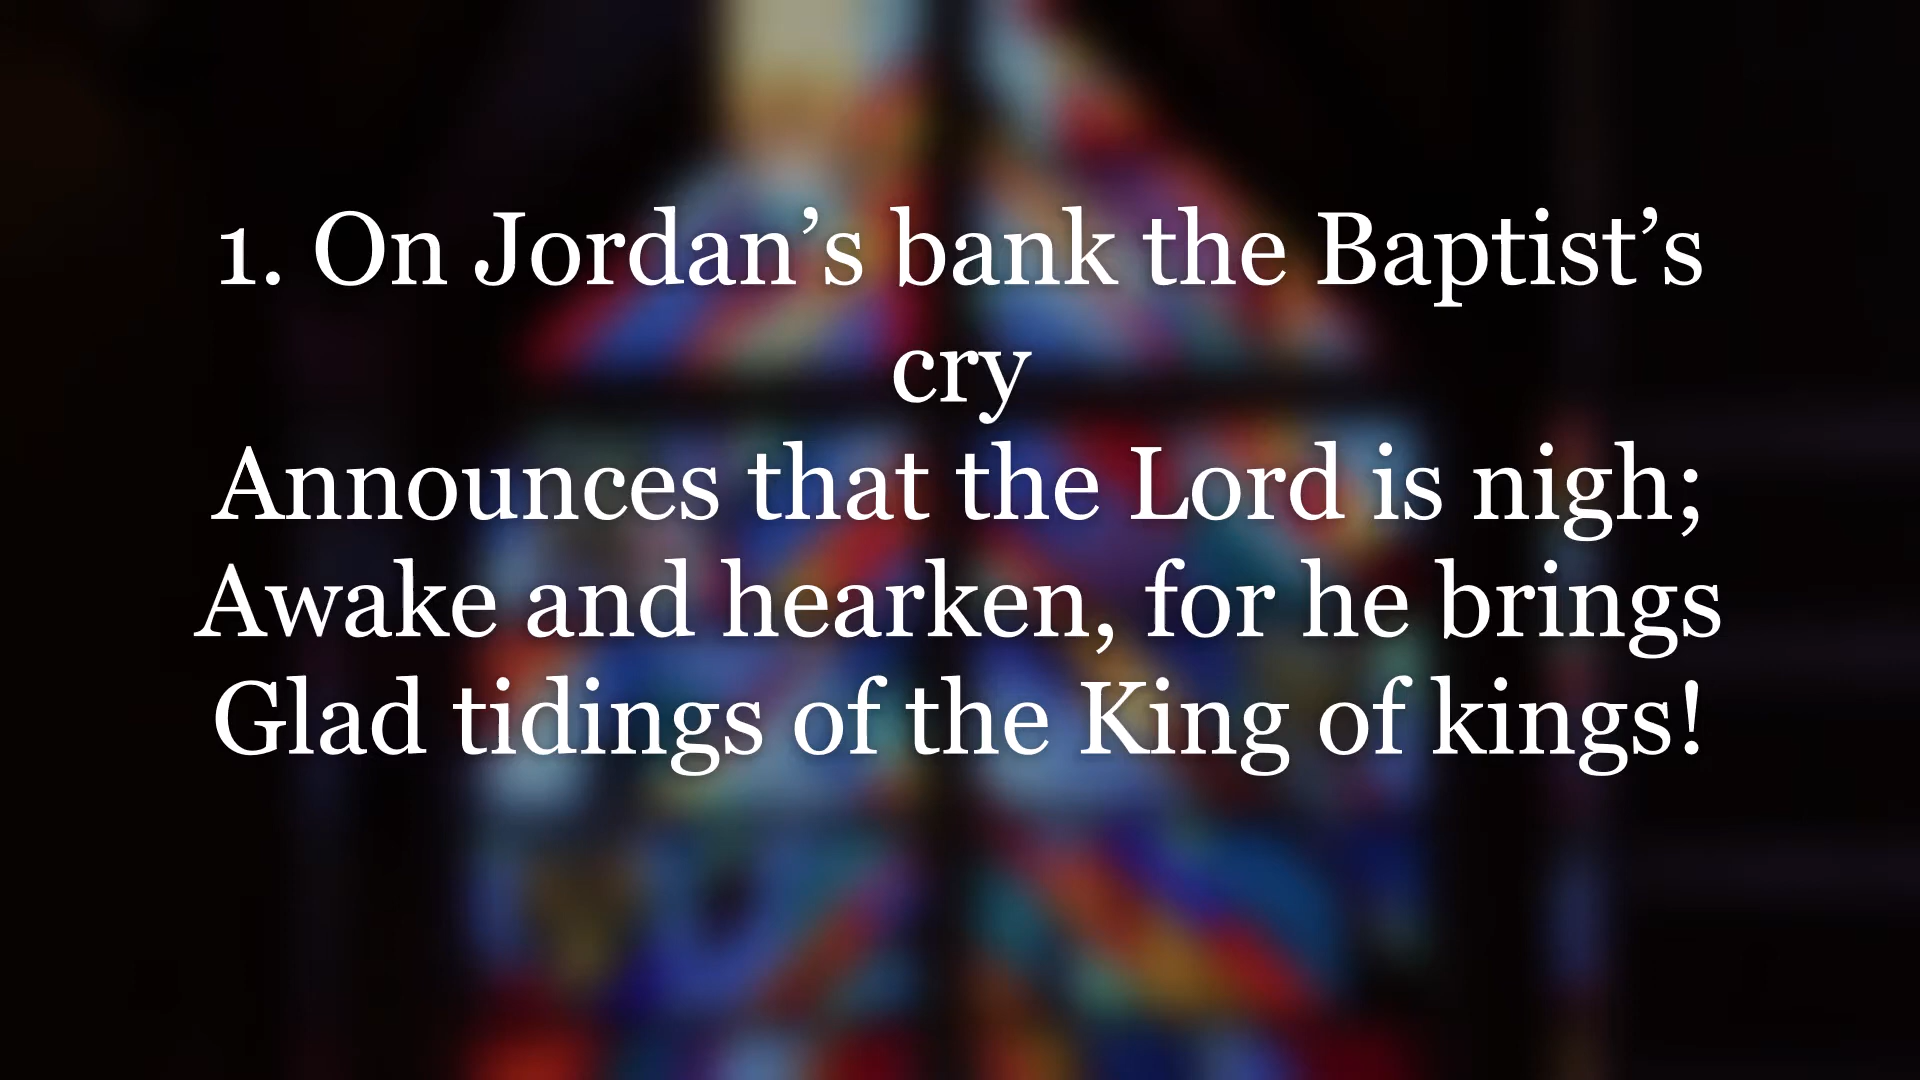 1. On Jordan’s bank the Baptist’s
cry
Announces that the Lord is nigh;
Awake and hearken, for he brings
Glad tidings of the King of kings!